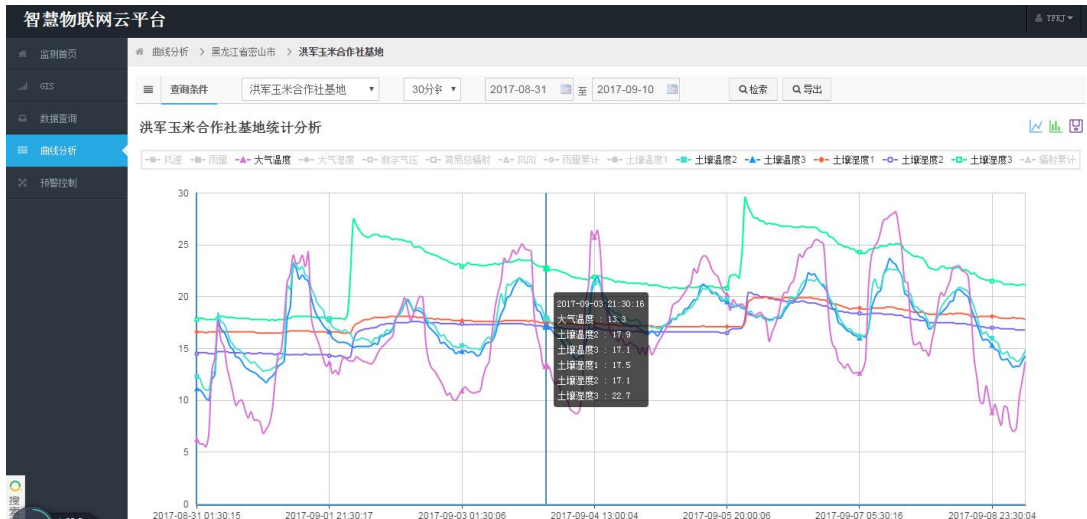 智慧物联网云平台
YFKJ
监测首页
GIS
数据查询
曲线分析
预警控制
曲线分析 > 黑龙江省密山市 > 洪军玉米合作社基地
查询条件 洪军玉米合作社基地 30分钅 2017-08-31 至 2017-09-10 检索 导出
洪军玉米合作社基地统计分析
风速 雨量 大气温度 大气湿度 数字气压 简易总辐射 风向 雨量累计 土壤温度1 土壤温度2 土壤温度3 土壤湿度1 土壤湿度2 土壤湿度3 辐射累计
30
25
20
15
10
5
0
2017-09-03 21:30:16
大气温度 : 13.3
土壤温度2 : 17.9
土壤温度3 : 17.1
土壤湿度1 : 17.5
土壤湿度2 : 17.1
土壤湿度3 : 22.7
2017-08-31 01:30:15 2017-09-01 21:30:17 2017-09-03 01:30:06 2017-09-04 13:00:04 2017-09-05 20:00:06 2017-09-07 05:30:16 2017-09-08 23:30:04
搜